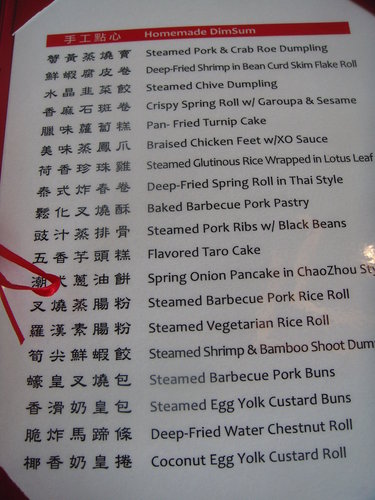 手工點心 Homemade DimSum
蟹黃蒸燒賣 Steamed Pork & Crab Roe Dumpling
鮮蝦腐皮卷 Deep-Fried Shrimp in Bean Curd Skim Flake Roll
水晶韭菜餃 Steamed Chive Dumpling
香麻石斑卷 Crispy Spring Roll w/ Garoupa & Sesame
臘味蘿蔔糕 Pan- Fried Turnip Cake
美味蒸鳳爪 Braised Chicken Feet w/XO Sauce
荷香珍珠雞 Steamed Glutinous Rice Wrapped in Lotus Leaf
泰式炸春卷 Deep-Fried Spring Roll in Thai Style
鬆化叉燒酥 Baked Barbecue Pork Pastry
豉汁蒸排骨 Steamed Pork Ribs w/ Black Beans
五香芋頭糕 Flavored Taro Cake
潮式蔥油餅 Spring Onion Pancake in ChaoZhou Sty
叉燒蒸腸粉 Steamed Barbecue Pork Rice Roll
羅漢素腸粉 Steamed Vegetarian Rice Roll
筍尖鮮蝦餃 Steamed Shrimp & Bamboo Shoot Dum
蠔皇叉燒包 Steamed Barbecue Pork Buns
香滑奶皇包 Steamed Egg Yolk Custard Buns
脆炸馬蹄條 Deep-Fried Water Chestnut Roll
椰香奶皇捲 Coconut Egg Yolk Custard Roll